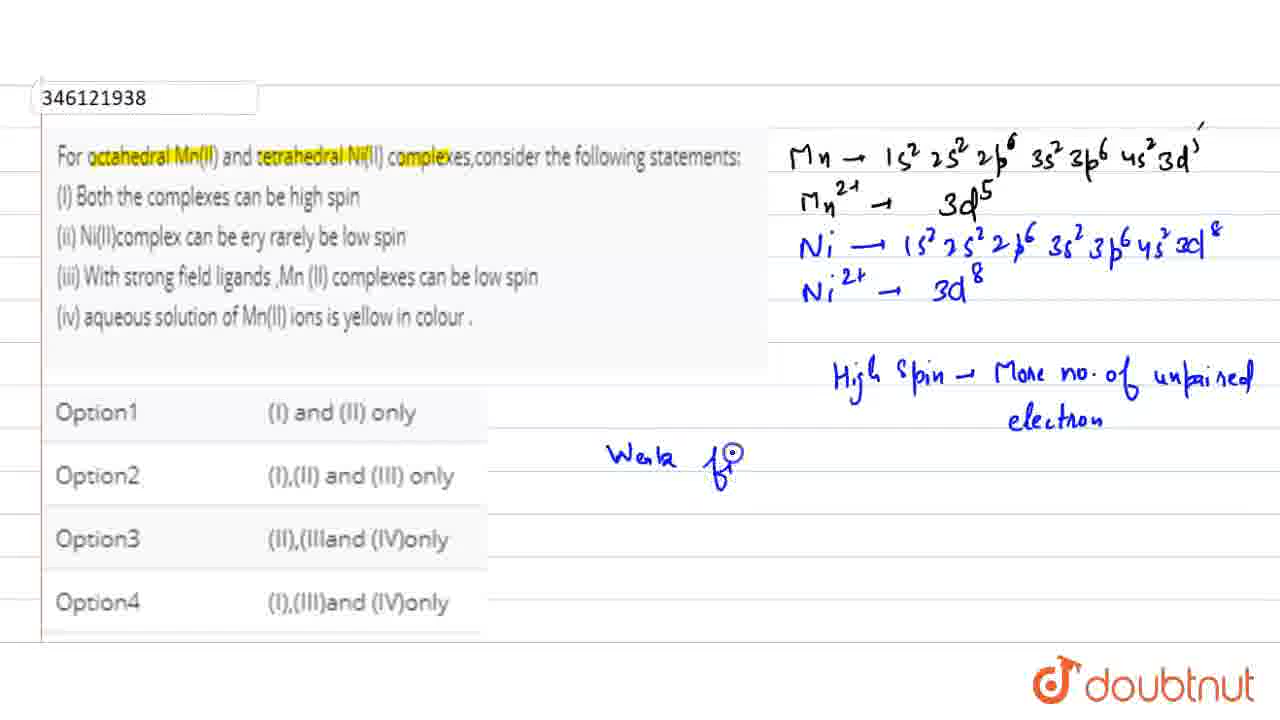 346121938
For octahedral Mn(II) and tetrahedral Ni(II) complexes,consider the following statements:
(I) Both the complexes can be high spin
(ii) Ni(II)complex can be ery rarely be low spin
(iii) With strong field ligands ,Mn (II) complexes can be low spin
(iv) aqueous solution of Mn(II) ions is yellow in colour .
Option1 (I) and (II) only
Option2 (I),(II) and (III) only
Option3 (II),(IIIand (IV)only
Option4 (I),(III)and (IV)only
Mn → 1s² 2s² 2p⁶ 3s² 3p⁶ 4s² 3d⁵
Mn²⁺ → 3d⁵
Ni → 1s² 2s² 2p⁶ 3s² 3p⁶ 4s² 3d⁸
Ni²⁺ → 3d⁸
High spin → More no. of unpaired
electron
Weak fi
doubtnut